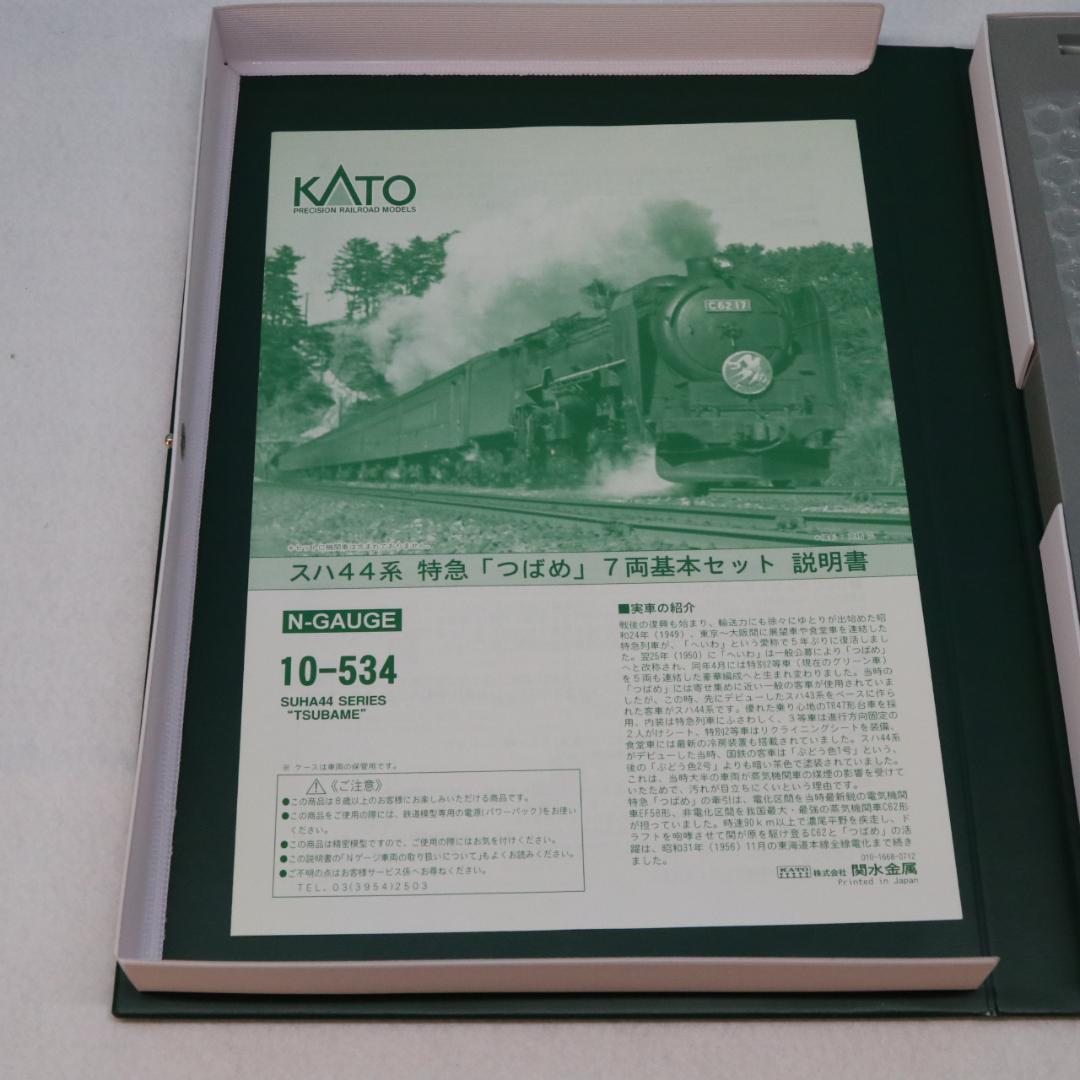 KATO
PRECISION RAILROAD MODELS
C62 17
※セットに機関車は含まれておりません。
スハ44系 特急「つばめ」7両基本セット 説明書
N-GAUGE
10-534
SUHA44 SERIES
"TSUBAME"
※ ケースは車両の保管用です。
《ご注意》
●この商品は8歳以上のお客様にお楽しみいただける商品です。
●この商品をご使用の際には、鉄道模型専用の電源(パワーパック)をお使い
ください。
●この商品は精密模型ですので、ご使用の際にはお気を付けください。
●この説明書の「Nゲージ車両の取り扱いについて」もよくお読みください。
●ご不明の点はお客様サービス係へお尋ねください。
TEL. 03(3954)2503
■実車の紹介
戦後の復興も始まり、輸送力にも徐々にゆとりが出始めた昭
和24年(1949)、東京〜大阪間に展望車や食堂車を連結した
特急列車が、「へいわ」という愛称で5年ぶりに復活しまし
た。翌25年(1950)に「へいわ」は一般公募により「つばめ」
へと改称され、同年4月には特別2等車(現在のグリーン車)
を5両も連結した豪華編成へと生まれ変わりました。当時の
「つばめ」には寄せ集めに近い一般の客車が使用されていま
したが、この時、先にデビューしたスハ43系をベースに作ら
れた客車がスハ44系です。優れた乗り心地のTR47形台車を採
用、内装は特急列車にふさわしく、3等車は進行方向固定の
2人がけシート、特別2等車はリクライニングシートを装備、
食堂車には最新の冷房装置も搭載されていました。スハ44系
がデビューした当時、国鉄の客車は「ぶどう色1号」という、
後の「ぶどう色2号」よりも暗い茶色で塗装されていました。
これは、当時大半の車両が蒸気機関車の煤煙の影響を受けて
いたためで、汚れが目立ちにくいという理由です。
特急「つばめ」の牽引は、電化区間を当時最新鋭の電気機関
車EF58形、非電化区間を我国最大・最強の蒸気機関車C62形
が担っていました。時速90km以上で濃尾平野を疾走し、ド
ラフトを咆哮させて関が原を駆け登るC62と「つばめ」の活
躍は、昭和31年(1956)11月の東海道本線全線電化まで続き
ました。
010-1668-0712
KATO 株式会社 関水金属
Printed in Japan